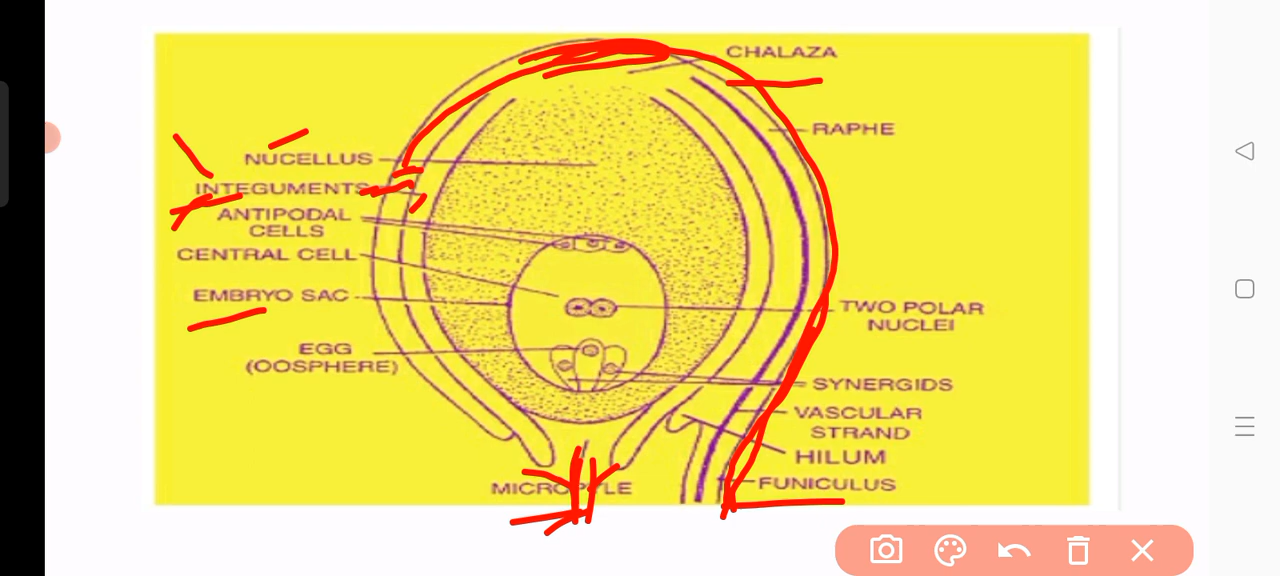 CHALAZA
RAPHE
NUCELLUS
INTEGUMENTS
ANTIPODAL
CELLS
CENTRAL CELL
EMBRYO SAC
TWO POLAR
NUCLEI
EGG
(OOSPHERE)
SYNERGIDS
VASCULAR
STRAND
HILUM
MICROPYLE
FUNICULUS